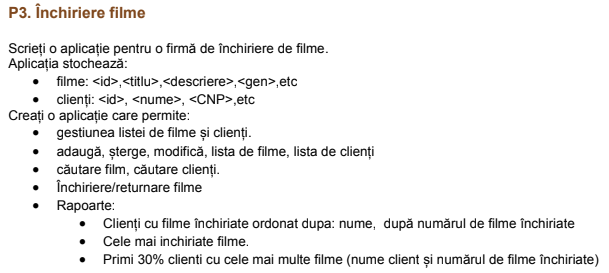 P3. Închiriere filme
Scrieți o aplicație pentru o firmă de închiriere de filme.
Aplicația stochează:
• filme: <id>,<titlu>,<descriere>,<gen>,etc
• clienți: <id>, <nume>, <CNP>,etc
Creați o aplicație care permite:
• gestiunea listei de filme și clienți.
• adaugă, șterge, modifică, lista de filme, lista de clienți
• căutare film, căutare clienți.
• Închiriere/returnare filme
• Rapoarte:
• Clienți cu filme închiriate ordonat dupa: nume, după numărul de filme închiriate
• Cele mai inchiriate filme.
• Primi 30% clienti cu cele mai multe filme (nume client și numărul de filme închiriate)